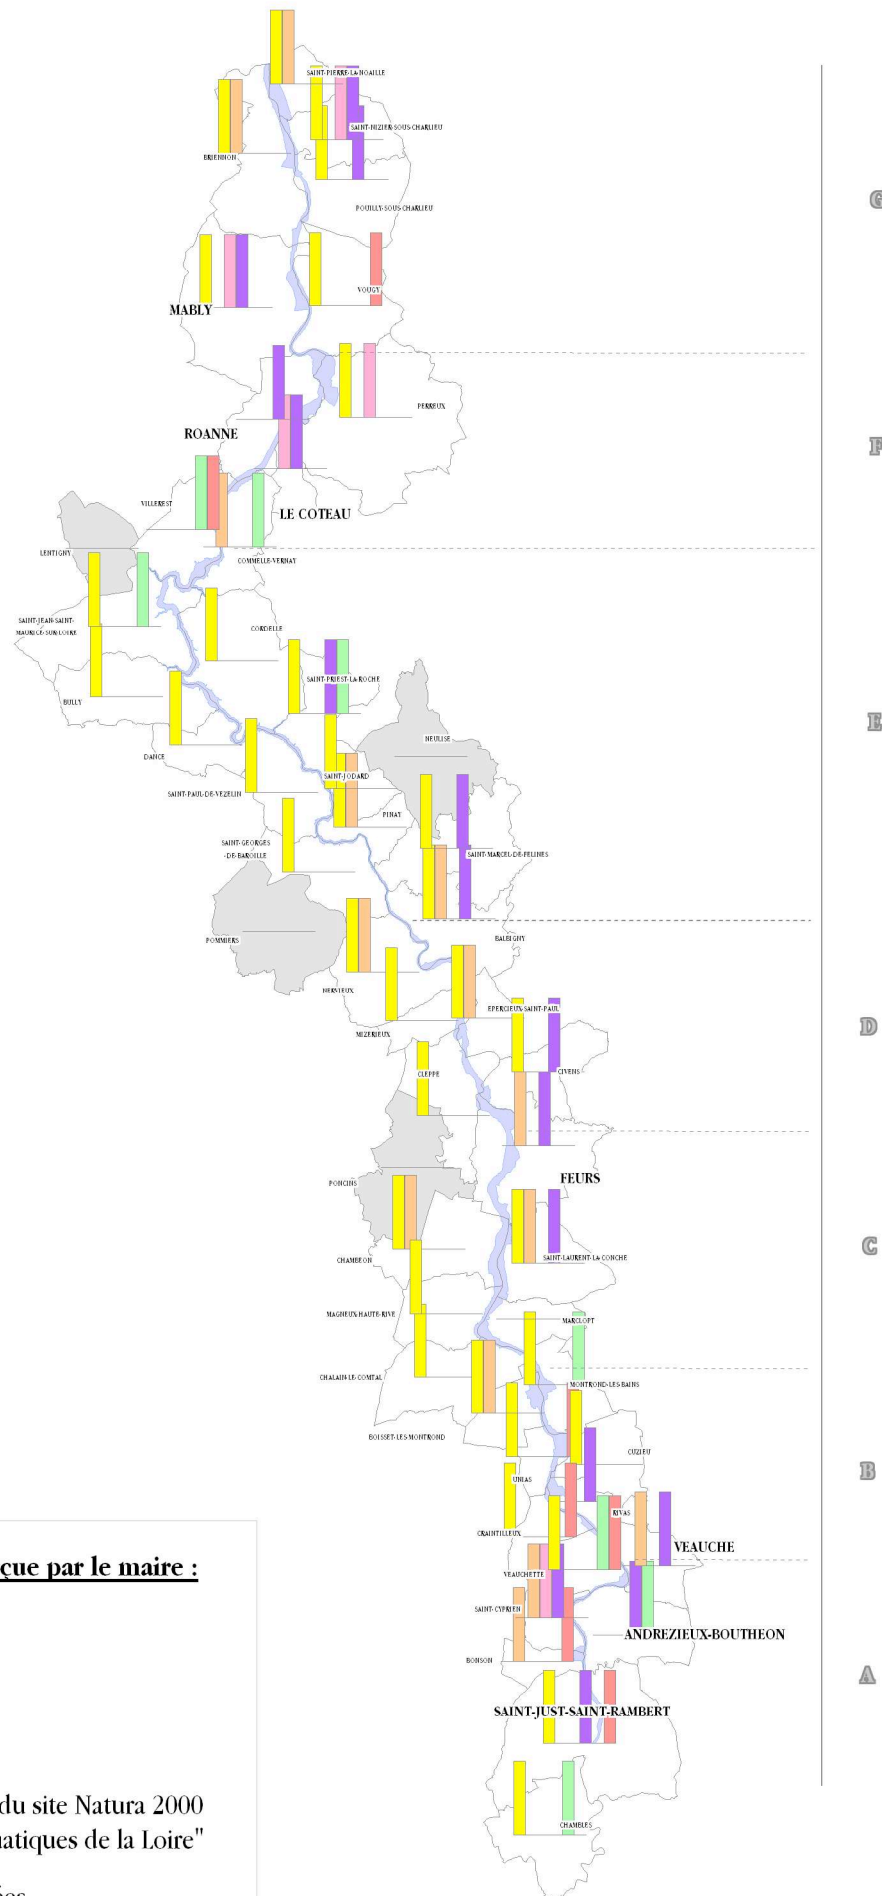 SAINT-PIERRE-LA-NOAILLE
SAINT-NIZIER-SOUS-CHARLIEU
BRIENNON
G
POUILLY-SOUS-CHARLIEU
VOUGY
MABLY
PERREUX
ROANNE
F
VILLEREST
LE COTEAU
LENTIGNY
COMMELLE-VERNAY
SAINT-JEAN-SAINT-
MAURICE-SUR-LOIRE
CORDELLE
SAINT-PRIEST-LA-ROCHE
BULLY
E
NEULISE
DANCE
SAINT-JODARD
SAINT-PAUL-DE-VEZELIN
PINAY
SAINT-GEORGES
-DE-BAROILLE
SAINT-MARCEL-DE-FELINES
POMMIERS
BALBIGNY
NERVIEUX
EPERCIEUX-SAINT-PAUL
MIZERIEUX
D
CLEPPE
CIVENS
PONCINS
FEURS
C
CHAMBEON
SAINT-LAURENT-LA-CONCHE
MAGNEUX-HAUTE-RIVE
MARCLOPT
CHALAIN-LE-COMTAL
MONTROND-LES-BAINS
BOISSET-LES-MONTROND
CUZIEU
UNIAS
B
RIVAS
CRAINTILLEUX
VEAUCHE
çue par le maire :
VEAUCHETTE
SAINT-CYPRIEN
ANDREZIEUX-BOUTHEON
BONSON
A
SAINT-JUST-SAINT-RAMBERT
du site Natura 2000
CHAMBLES
uatiques de la Loire"